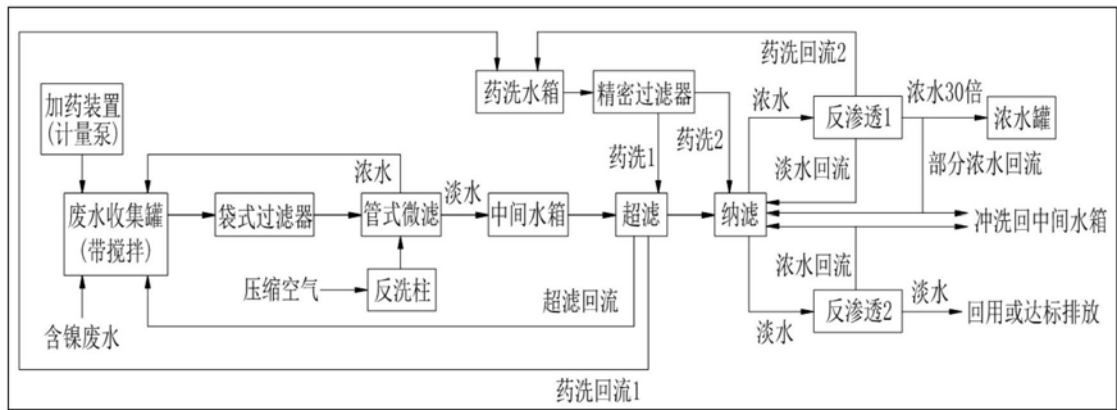 药洗回流2
药洗水箱
精密过滤器
加药装置
(计量泵)
浓水
反渗透1
浓水30倍
浓水罐
药洗1
药洗2
淡水回流
部分浓水回流
浓水
淡水
废水收集罐
(带搅拌)
袋式过滤器
管式微滤
中间水箱
超滤
纳滤
冲洗回中间水箱
压缩空气
反洗柱
超滤回流
浓水回流
含镍废水
淡水
反渗透2
淡水
回用或达标排放
药洗回流1